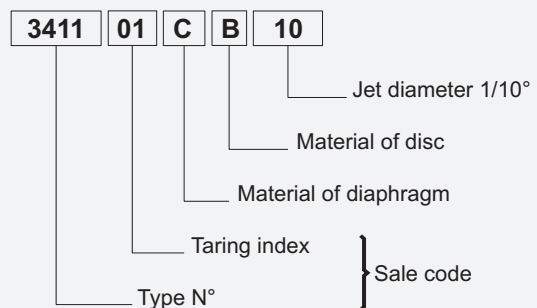 3411 01 C B 10
Jet diameter 1/10°
Material of disc
Material of diaphragm
Taring index
Sale code
Type N°